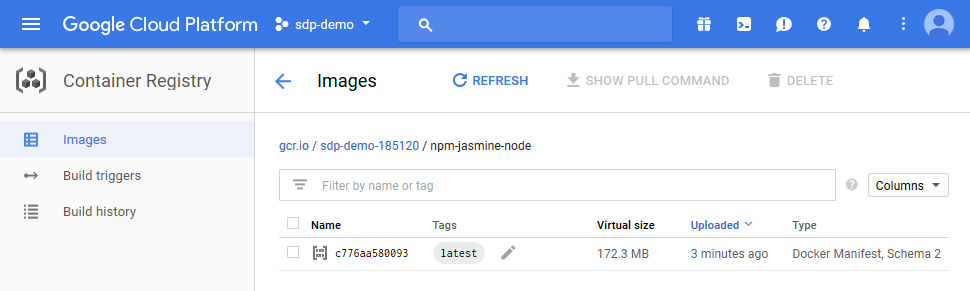 Google Cloud Platform sdp-demo
Container Registry
Images REFRESH SHOW PULL COMMAND DELETE
Images
Build triggers
Build history
gcr.io / sdp-demo-185120 / npm-jasmine-node
Filter by name or tag Columns
Name Tags Virtual size Uploaded Type
c776aa580093 latest 172.3 MB 3 minutes ago Docker Manifest, Schema 2